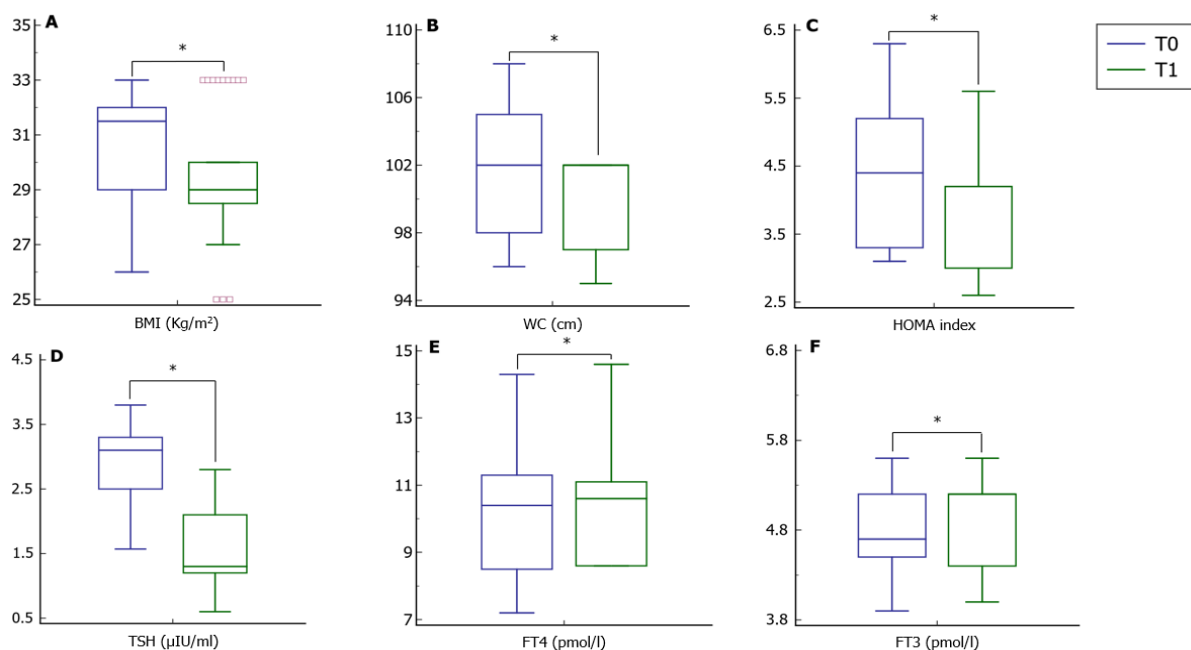 A
35
33
31
29
27
25
*
BMI (Kg/m²)
B
110
106
102
98
94
*
WC (cm)
C
6.5
5.5
4.5
3.5
2.5
*
HOMA index
T0
T1
D
4.5
3.5
2.5
1.5
0.5
*
TSH (µIU/ml)
E
15
13
11
9
7
*
FT4 (pmol/l)
F
6.8
5.8
4.8
3.8
*
FT3 (pmol/l)